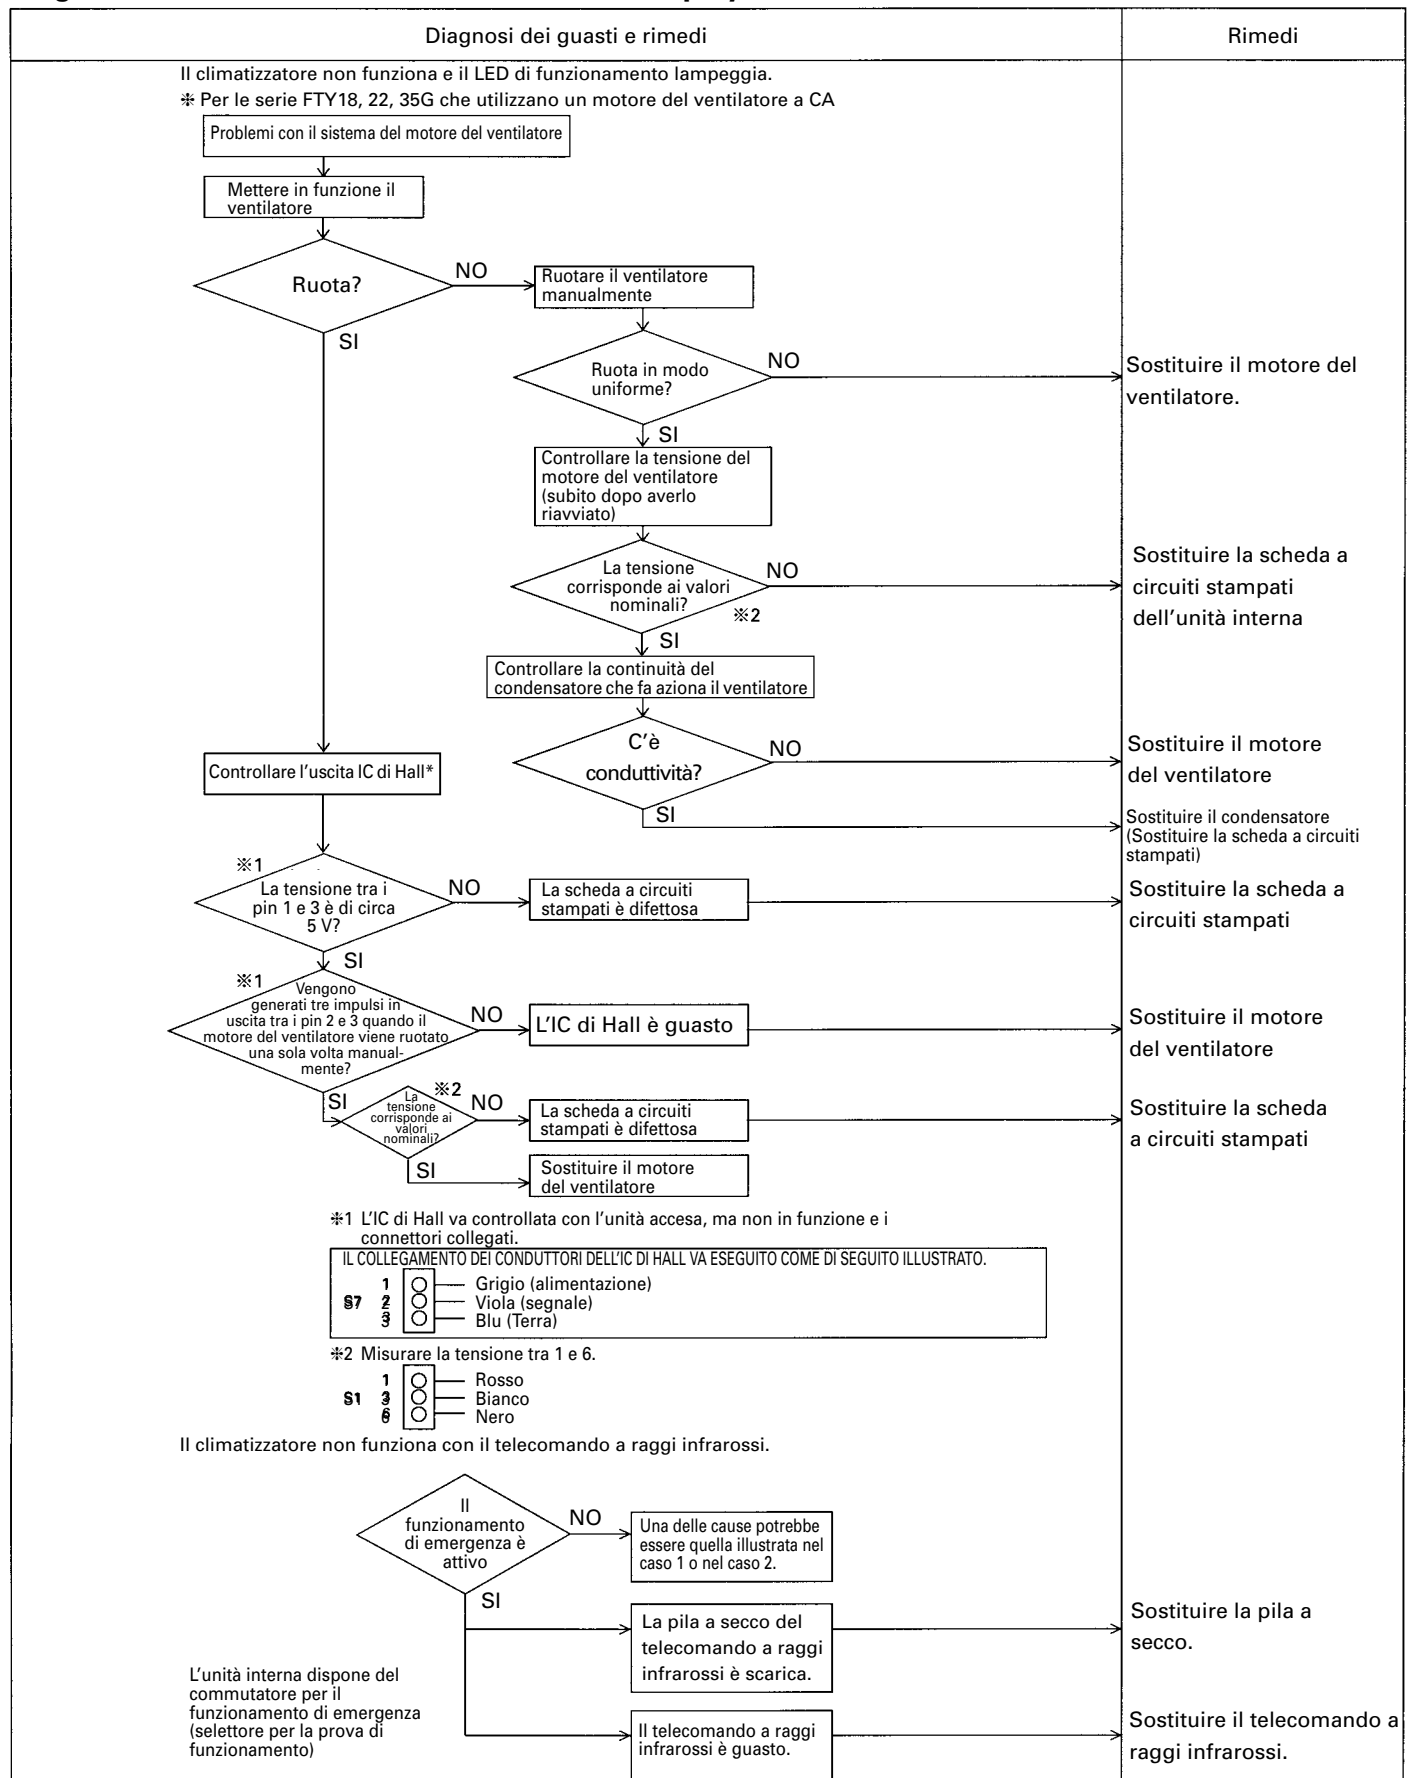 Diagnosi dei guasti e rimedi
Rimedi
Il climatizzatore non funziona e il LED di funzionamento lampeggia.
❈ Per le serie FTY18, 22, 35G che utilizzano un motore del ventilatore a CA
Problemi con il sistema del motore del ventilatore
Mettere in funzione il
ventilatore
Ruota?
NO
Ruotare il ventilatore
manualmente
SI
Ruota in modo
uniforme?
NO
Sostituire il motore del
ventilatore.
SI
Controllare la tensione del
motore del ventilatore
(subito dopo averlo
riavviato)
La tensione
corrisponde ai valori
nominali?
※2
NO
Sostituire la scheda a
circuiti stampati
dell'unità interna
SI
Controllare la continuità del
condensatore che fa aziona il ventilatore
C'è
conduttività?
NO
Sostituire il motore
del ventilatore
SI
Sostituire il condensatore
(Sostituire la scheda a circuiti
stampati)
Controllare l'uscita IC di Hall*
※1
La tensione tra i
pin 1 e 3 è di circa
5 V?
NO
La scheda a circuiti
stampati è difettosa
Sostituire la scheda a
circuiti stampati
SI
※1
Vengono
generati tre impulsi in
uscita tra i pin 2 e 3 quando il
motore del ventilatore viene ruotato
una sola volta manual-
mente?
NO
L'IC di Hall è guasto
Sostituire il motore
del ventilatore
SI
※2
La
tensione
corrisponde ai
valori
nominali?
NO
La scheda a circuiti
stampati è difettosa
Sostituire la scheda
a circuiti stampati
SI
Sostituire il motore
del ventilatore
❈1 L'IC di Hall va controllata con l'unità accesa, ma non in funzione e i
connettori collegati.
IL COLLEGAMENTO DEI CONDUTTORI DELL'IC DI HALL VA ESEGUITO COME DI SEGUITO ILLUSTRATO.
1 Grigio (alimentazione)
S7 2 Viola (segnale)
3 Blu (Terra)
❈2 Misurare la tensione tra 1 e 6.
1 Rosso
S1 3 Bianco
6 Nero
Il climatizzatore non funziona con il telecomando a raggi infrarossi.
Il
funzionamento
di emergenza è
attivo
NO
Una delle cause potrebbe
essere quella illustrata nel
caso 1 o nel caso 2.
SI
La pila a secco del
telecomando a raggi
infrarossi è scarica.
Sostituire la pila a
secco.
L'unità interna dispone del
commutatore per il
funzionamento di emergenza
(selettore per la prova di
funzionamento)
Il telecomando a raggi
infrarossi è guasto.
Sostituire il telecomando a
raggi infrarossi.